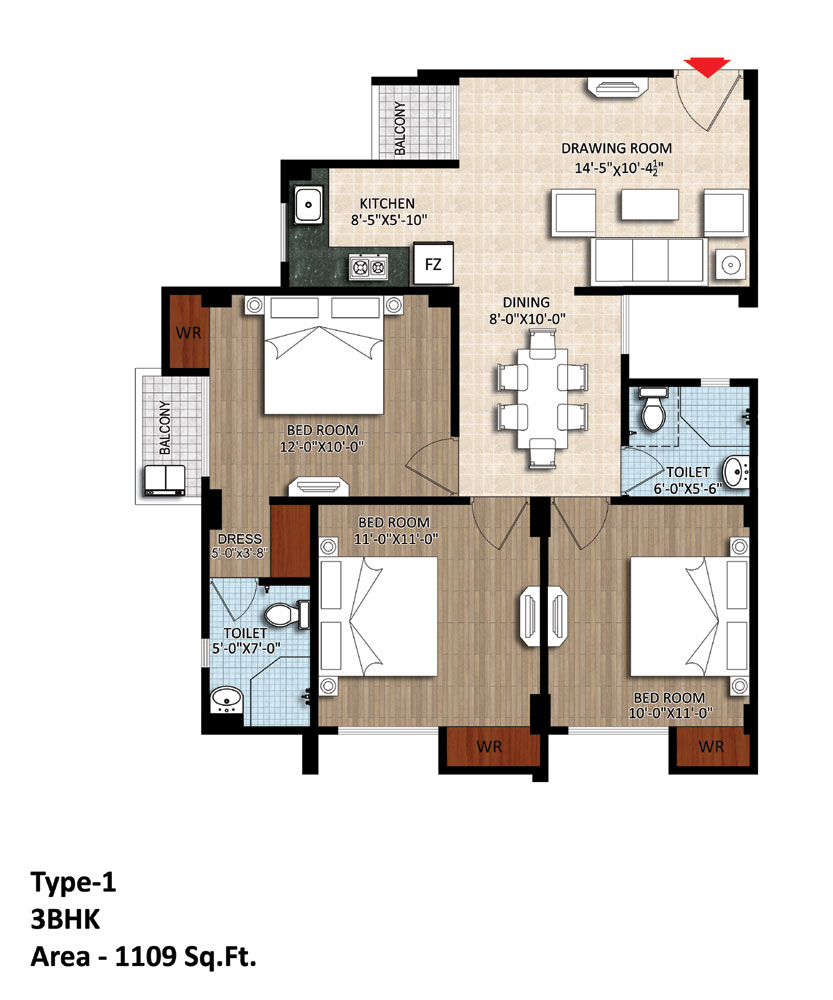 BALCONY
DRAWING ROOM
14'-5"X10'-4½"
KITCHEN
8'-5"X5'-10"
FZ
DINING
8'-0"X10'-0"
WR
BALCONY
BED ROOM
12'-0"X10'-0"
TOILET
6'-0"X5'-6"
BED ROOM
11'-0"X11'-0"
DRESS
5'-0"x3'-8"
TOILET
5'-0"X7'-0"
BED ROOM
10'-0"X11'-0"
WR
WR
Type-1
3BHK
Area - 1109 Sq.Ft.